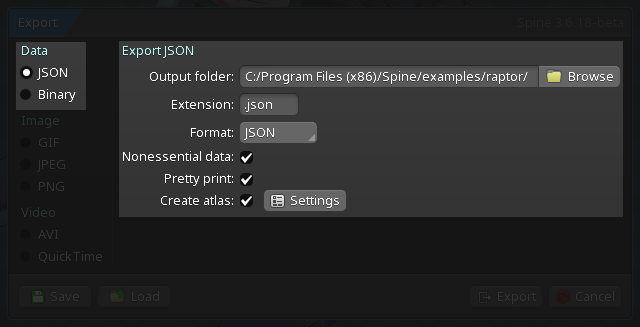 Export
Spine 3.6.18-beta
Data
JSON
Binary
Image
GIF
JPEG
PNG
Video
AVI
QuickTime
Export JSON
Output folder: C:/Program Files (x86)/Spine/examples/raptor/ Browse
Extension: .json
Format: JSON
Nonessential data:
Pretty print:
Create atlas: Settings
Save Load Export Cancel